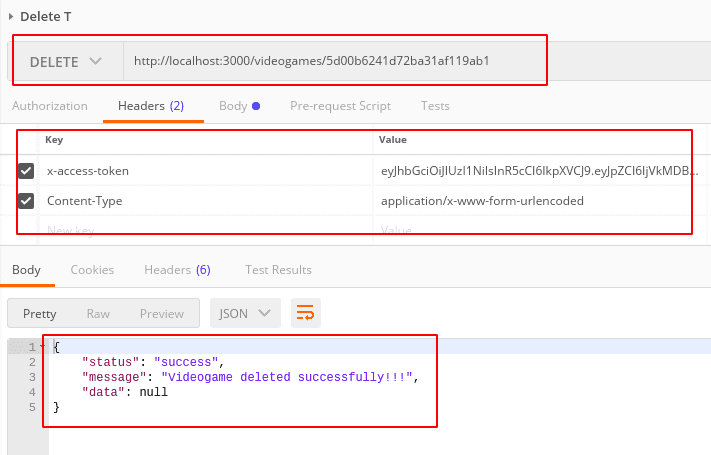 Delete T
DELETE http://localhost:3000/videogames/5d00b6241d72ba31af119ab1
Authorization Headers (2) Body Pre-request Script Tests
Key Value
x-access-token eyJhbGciOiJIUzI1NiIsInR5cCI6IkpXVCJ9.eyJpZCI6IjVkMDB...
Content-Type application/x-www-form-urlencoded
New key Value
Body Cookies Headers (6) Test Results
Pretty Raw Preview JSON
1 {
2 "status": "success",
3 "message": "Videogame deleted successfully!!!",
4 "data": null
5 }